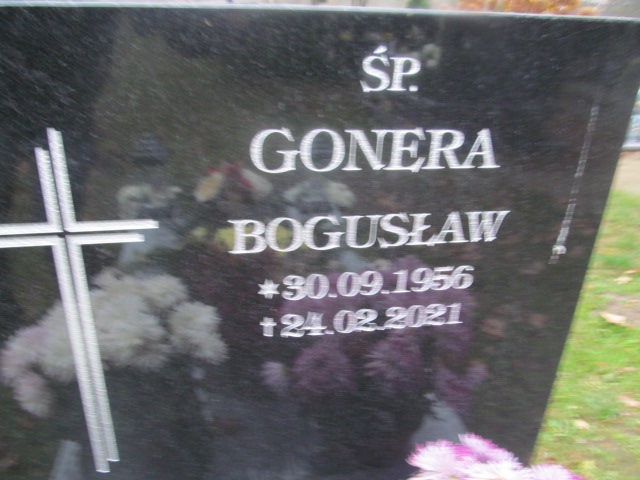 ŚP.
GONERA
BOGUSŁAW
*30.09.1956
†24.02.2021